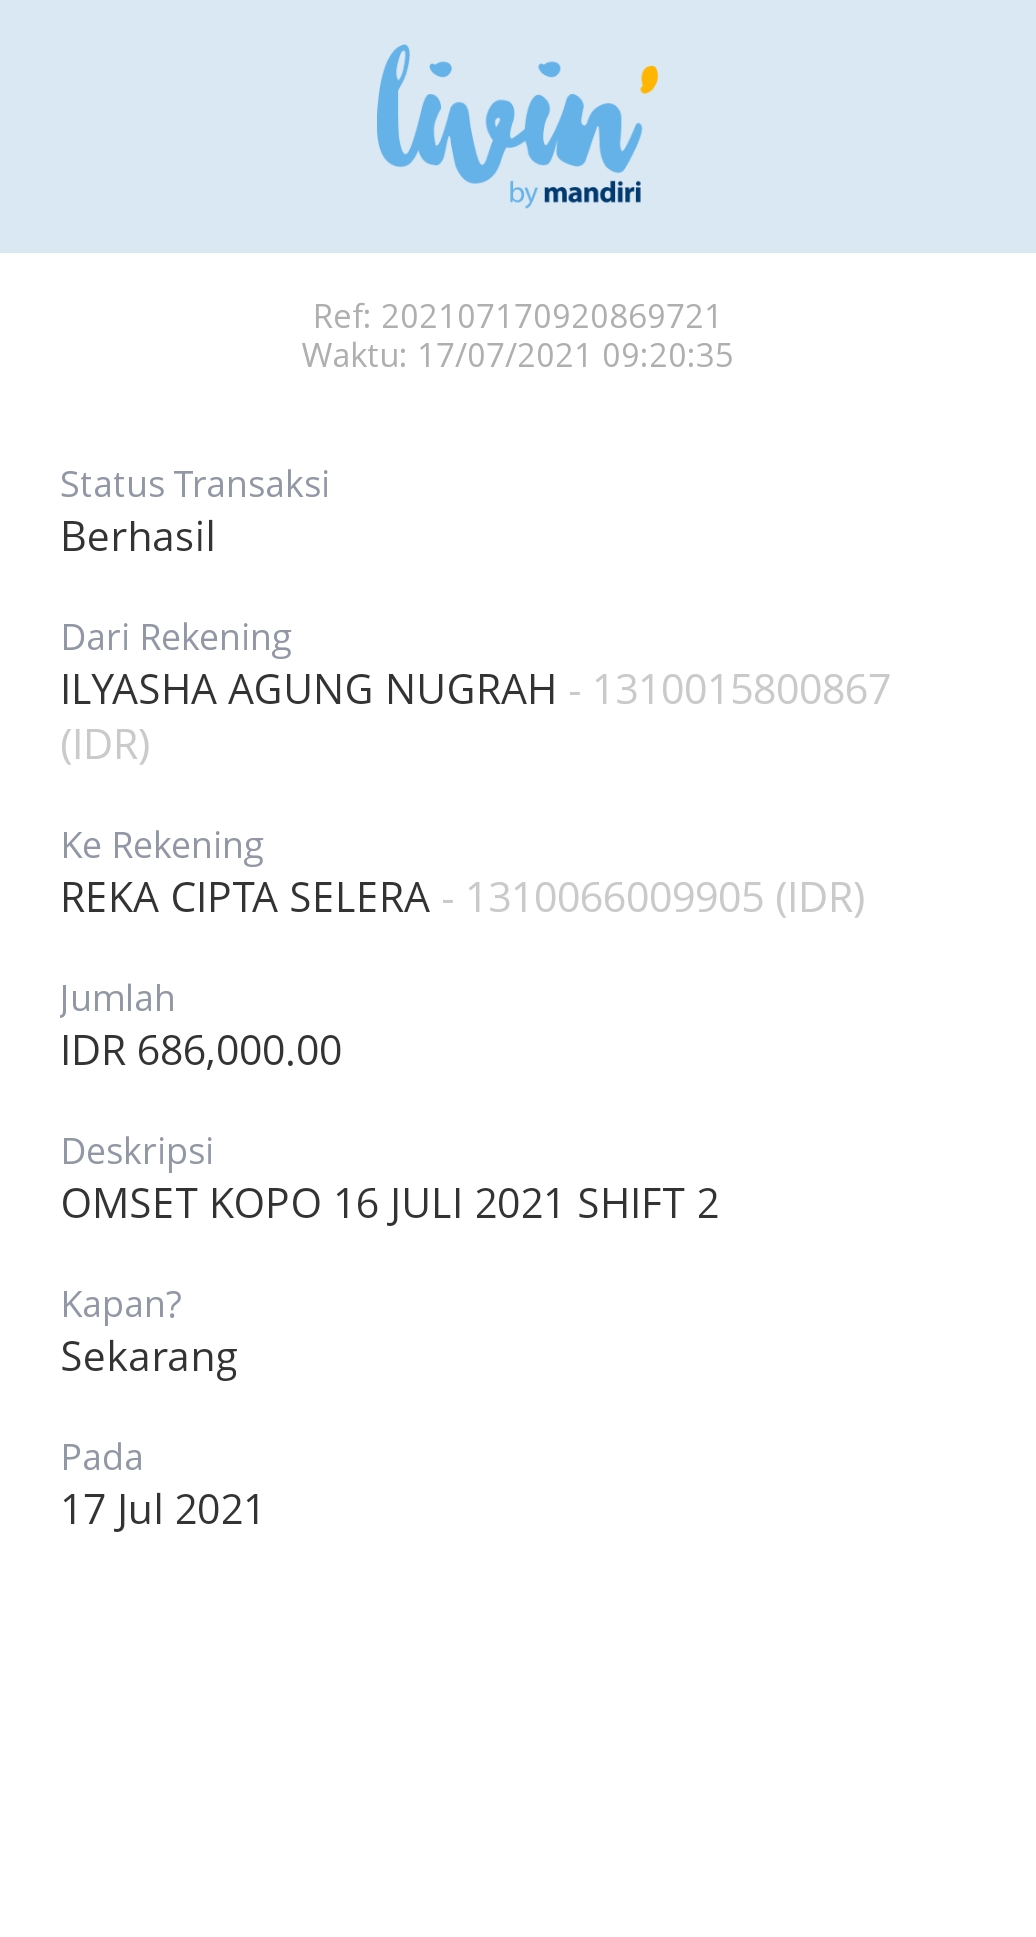 livin'
by mandiri
Ref: 202107170920869721
Waktu: 17/07/2021 09:20:35
Status Transaksi
Berhasil
Dari Rekening
ILYASHA AGUNG NUGRAH - 1310015800867
(IDR)
Ke Rekening
REKA CIPTA SELERA - 1310066009905 (IDR)
Jumlah
IDR 686,000.00
Deskripsi
OMSET KOPO 16 JULI 2021 SHIFT 2
Kapan?
Sekarang
Pada
17 Jul 2021